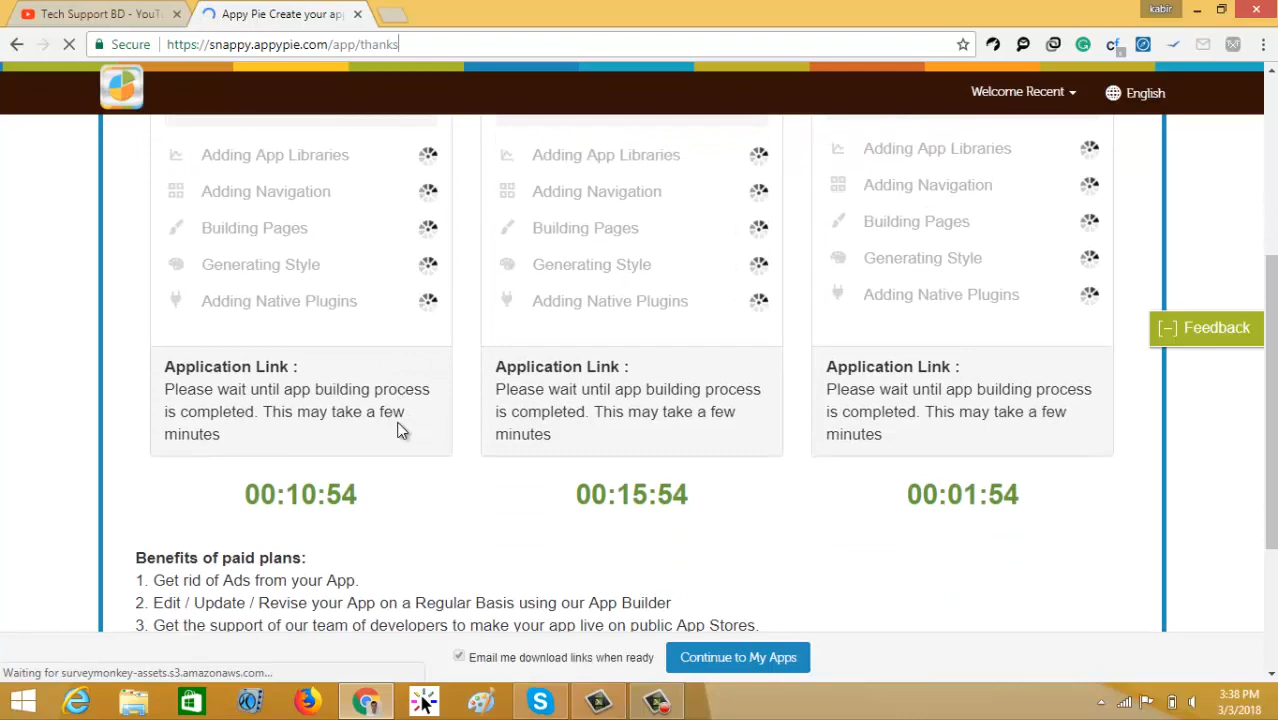 Tech Support BD - YouTu
Appy Pie Create your ap
kabir
Secure
https://snappy.appypie.com/app/thanks
Welcome Recent
English
Adding App Libraries
Adding Navigation
Building Pages
Generating Style
Adding Native Plugins
Application Link :
Please wait until app building process
is completed. This may take a few
minutes
00:10:54
Adding App Libraries
Adding Navigation
Building Pages
Generating Style
Adding Native Plugins
Application Link :
Please wait until app building process
is completed. This may take a few
minutes
00:15:54
Adding App Libraries
Adding Navigation
Building Pages
Generating Style
Adding Native Plugins
Application Link :
Please wait until app building process
is completed. This may take a few
minutes
00:01:54
[–] Feedback
Benefits of paid plans:
1. Get rid of Ads from your App.
2. Edit / Update / Revise your App on a Regular Basis using our App Builder
3. Get the support of our team of developers to make your app live on public App Stores.
Email me download links when ready
Continue to My Apps
Waiting for surveymonkey-assets.s3.amazonaws.com...
3:38 PM
3/3/2018